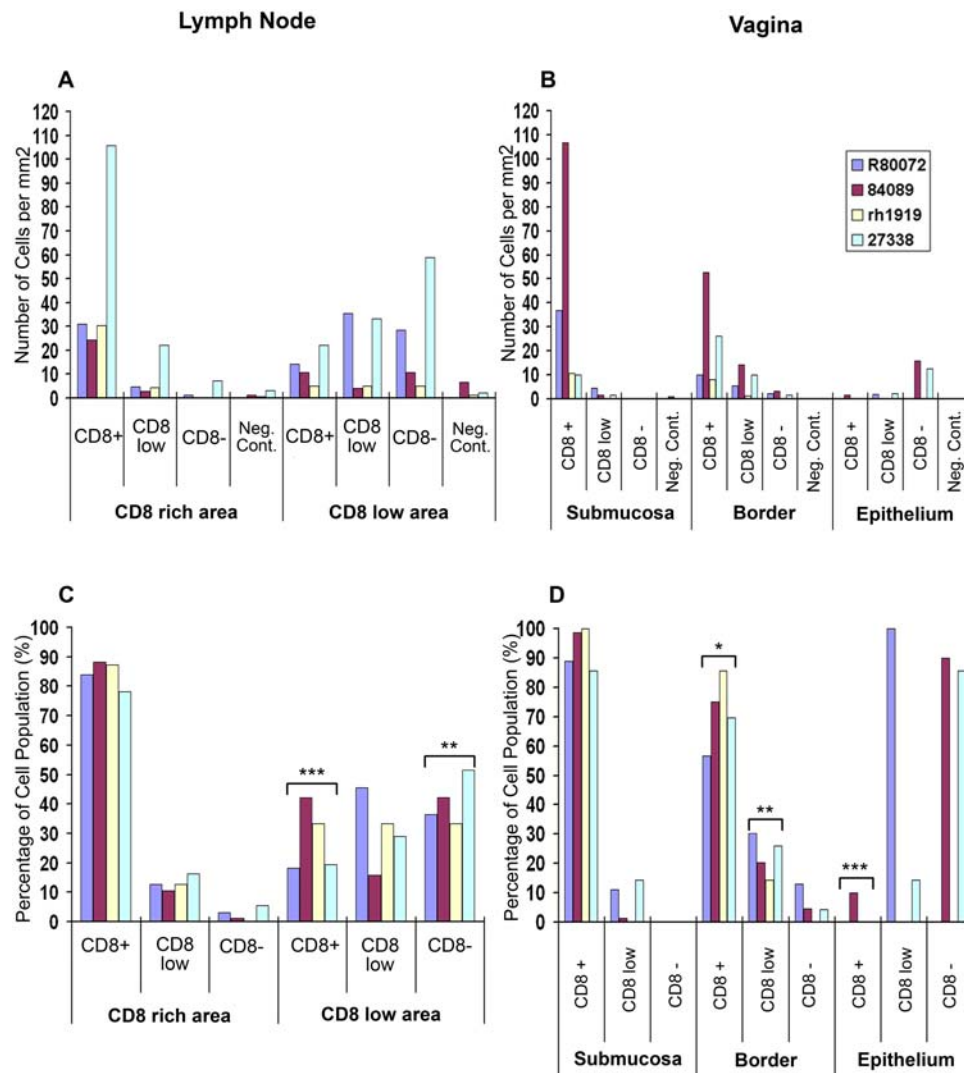 Lymph Node
Vagina
A
Number of Cells per mm2
120
110
100
90
80
70
60
50
40
30
20
10
0
CD8+
CD8 low
CD8-
Neg. Cont.
CD8+
CD8 low
CD8-
Neg. Cont.
CD8 rich area
CD8 low area
B
Number of Cells per mm2
120
110
100
90
80
70
60
50
40
30
20
10
0
R80072
84089
rh1919
27338
CD8 +
CD8 low
CD8 -
Neg. Cont.
CD8 +
CD8 low
CD8 -
Neg. Cont.
CD8 +
CD8 low
CD8 -
Neg. Cont.
Submucosa
Border
Epithelium
C
Percentage of Cell Population (%)
100
90
80
70
60
50
40
30
20
10
0
***
**
CD8+
CD8 low
CD8-
CD8+
CD8 low
CD8-
CD8 rich area
CD8 low area
D
Percentage of Cell Population (%)
100
90
80
70
60
50
40
30
20
10
0
*
**
***
CD8 +
CD8 low
CD8 -
CD8 +
CD8 low
CD8 -
CD8 +
CD8 low
CD8 -
Submucosa
Border
Epithelium